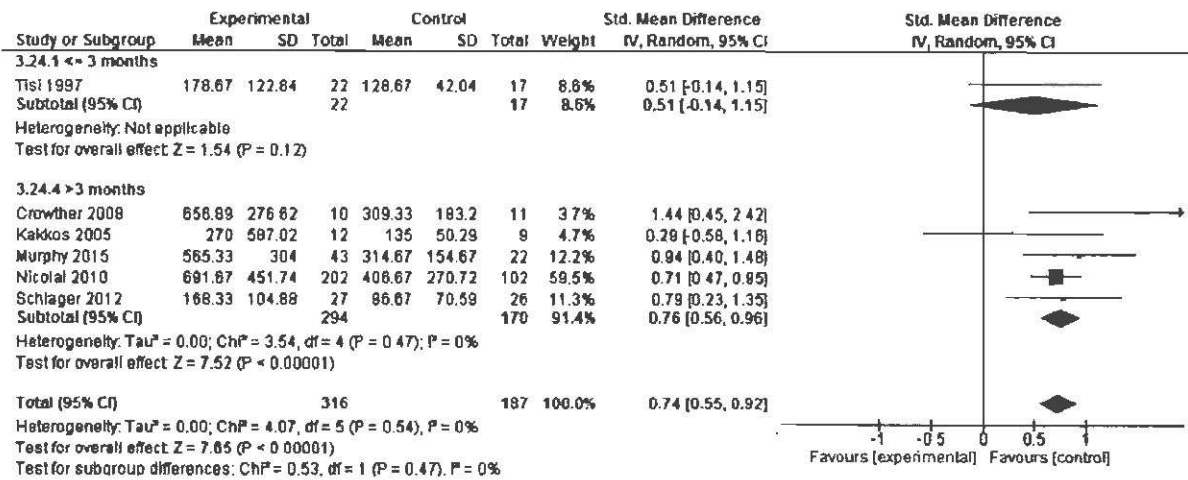 Experimental Control Std. Mean Difference Std. Mean Difference
Study or Subgroup Mean SD Total Mean SD Total Weight IV, Random, 95% CI IV, Random, 95% CI
3.24.1 <= 3 months
Tisi 1997 178.67 122.84 22 128.67 42.04 17 8.6% 0.51 [-0.14, 1.15]
Subtotal (95% CI) 22 17 8.6% 0.51 [-0.14, 1.15]
Heterogeneity: Not applicable
Test for overall effect: Z = 1.54 (P = 0.12)
3.24.4 >3 months
Crowther 2008 656.89 276.62 10 309.33 183.2 11 3.7% 1.44 [0.45, 2.42]
Kakkos 2005 270 587.02 12 135 50.29 9 4.7% 0.29 [-0.58, 1.16]
Murphy 2015 565.33 304 43 314.67 154.67 22 12.2% 0.94 [0.40, 1.48]
Nicolai 2010 691.67 451.74 202 406.67 270.72 102 59.5% 0.71 [0.47, 0.95]
Schlager 2012 168.33 104.88 27 96.67 70.59 26 11.3% 0.79 [0.23, 1.35]
Subtotal (95% CI) 294 170 91.4% 0.76 [0.56, 0.96]
Heterogeneity: Tau² = 0.00; Chi² = 3.54, df = 4 (P = 0.47); I² = 0%
Test for overall effect: Z = 7.52 (P < 0.00001)
Total (95% CI) 316 187 100.0% 0.74 [0.55, 0.92]
Heterogeneity: Tau² = 0.00; Chi² = 4.07, df = 5 (P = 0.54); I² = 0%
Test for overall effect: Z = 7.65 (P < 0.00001)
Test for subgroup differences: Chi² = 0.53, df = 1 (P = 0.47), I² = 0%
-1 -0.5 0 0.5 1
Favours [experimental] Favours [control]